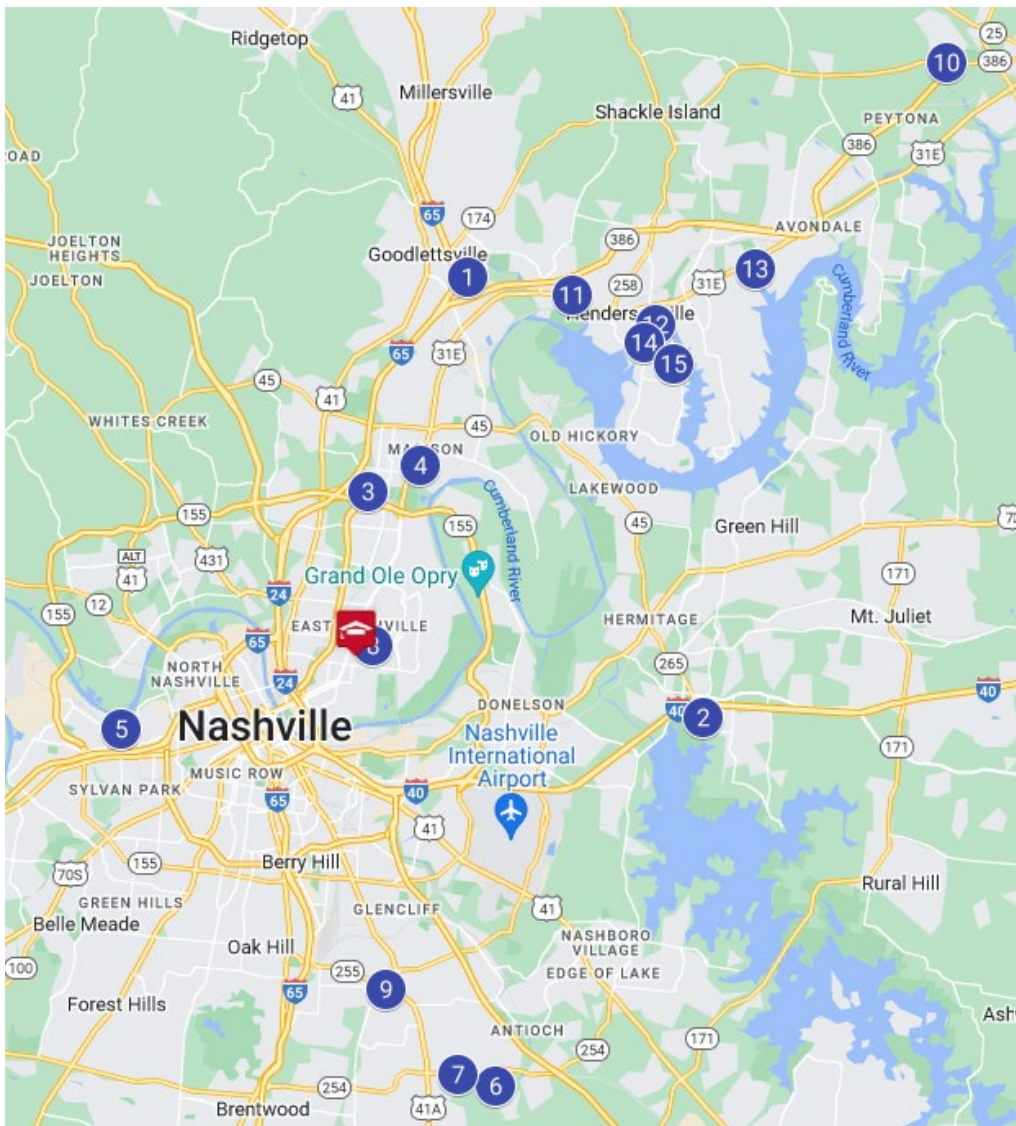 Ridgetop
25
10
386
41
Millersville
Shackle Island
PEYTONA
OAD
386
31E
65
174
JOELTON
HEIGHTS
386
AVONDALE
Goodlettsville
JOELTON
1
13
258
31E
11
Cumberland
River
12
14
15
65
31E
45
41
WHITES CREEK
45
OLD HICKORY
4
3
LAKEWOOD
Cumberland
River
155
155
45
Green Hill
ALT
41
431
Grand Ole Opry
171
24
12
155
65
HERMITAGE
Mt. Juliet
NORTH
NASHVILLE
24
265
40
40
2
DONELSON
5
Nashville
Nashville
International
Airport
171
MUSIC ROW
SYLVAN PARK
65
40
41
155
70S
Berry Hill
Rural Hill
GREEN HILLS
GLENCLIFF
41
Belle Meade
NASHBORO
VILLAGE
Oak Hill
EDGE OF LAKE
100
255
65
9
Forest Hills
ANTIOCH
171
254
7
6
254
Brentwood
41A